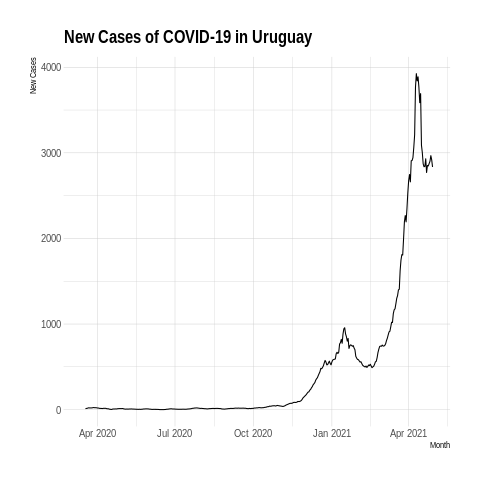 New Cases of COVID-19 in Uruguay
New Cases
4000
3000
2000
1000
0
Apr 2020 Jul 2020 Oct 2020 Jan 2021 Apr 2021
Month